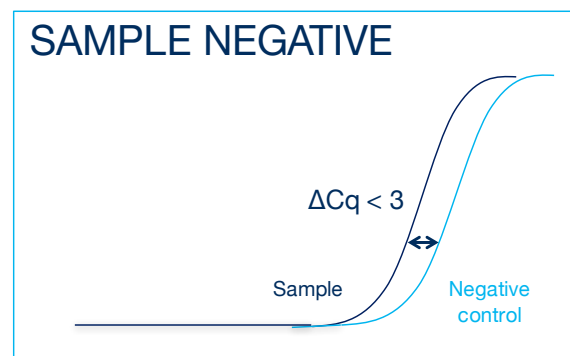 SAMPLE NEGATIVE
ΔCq < 3
Sample
Negative
control